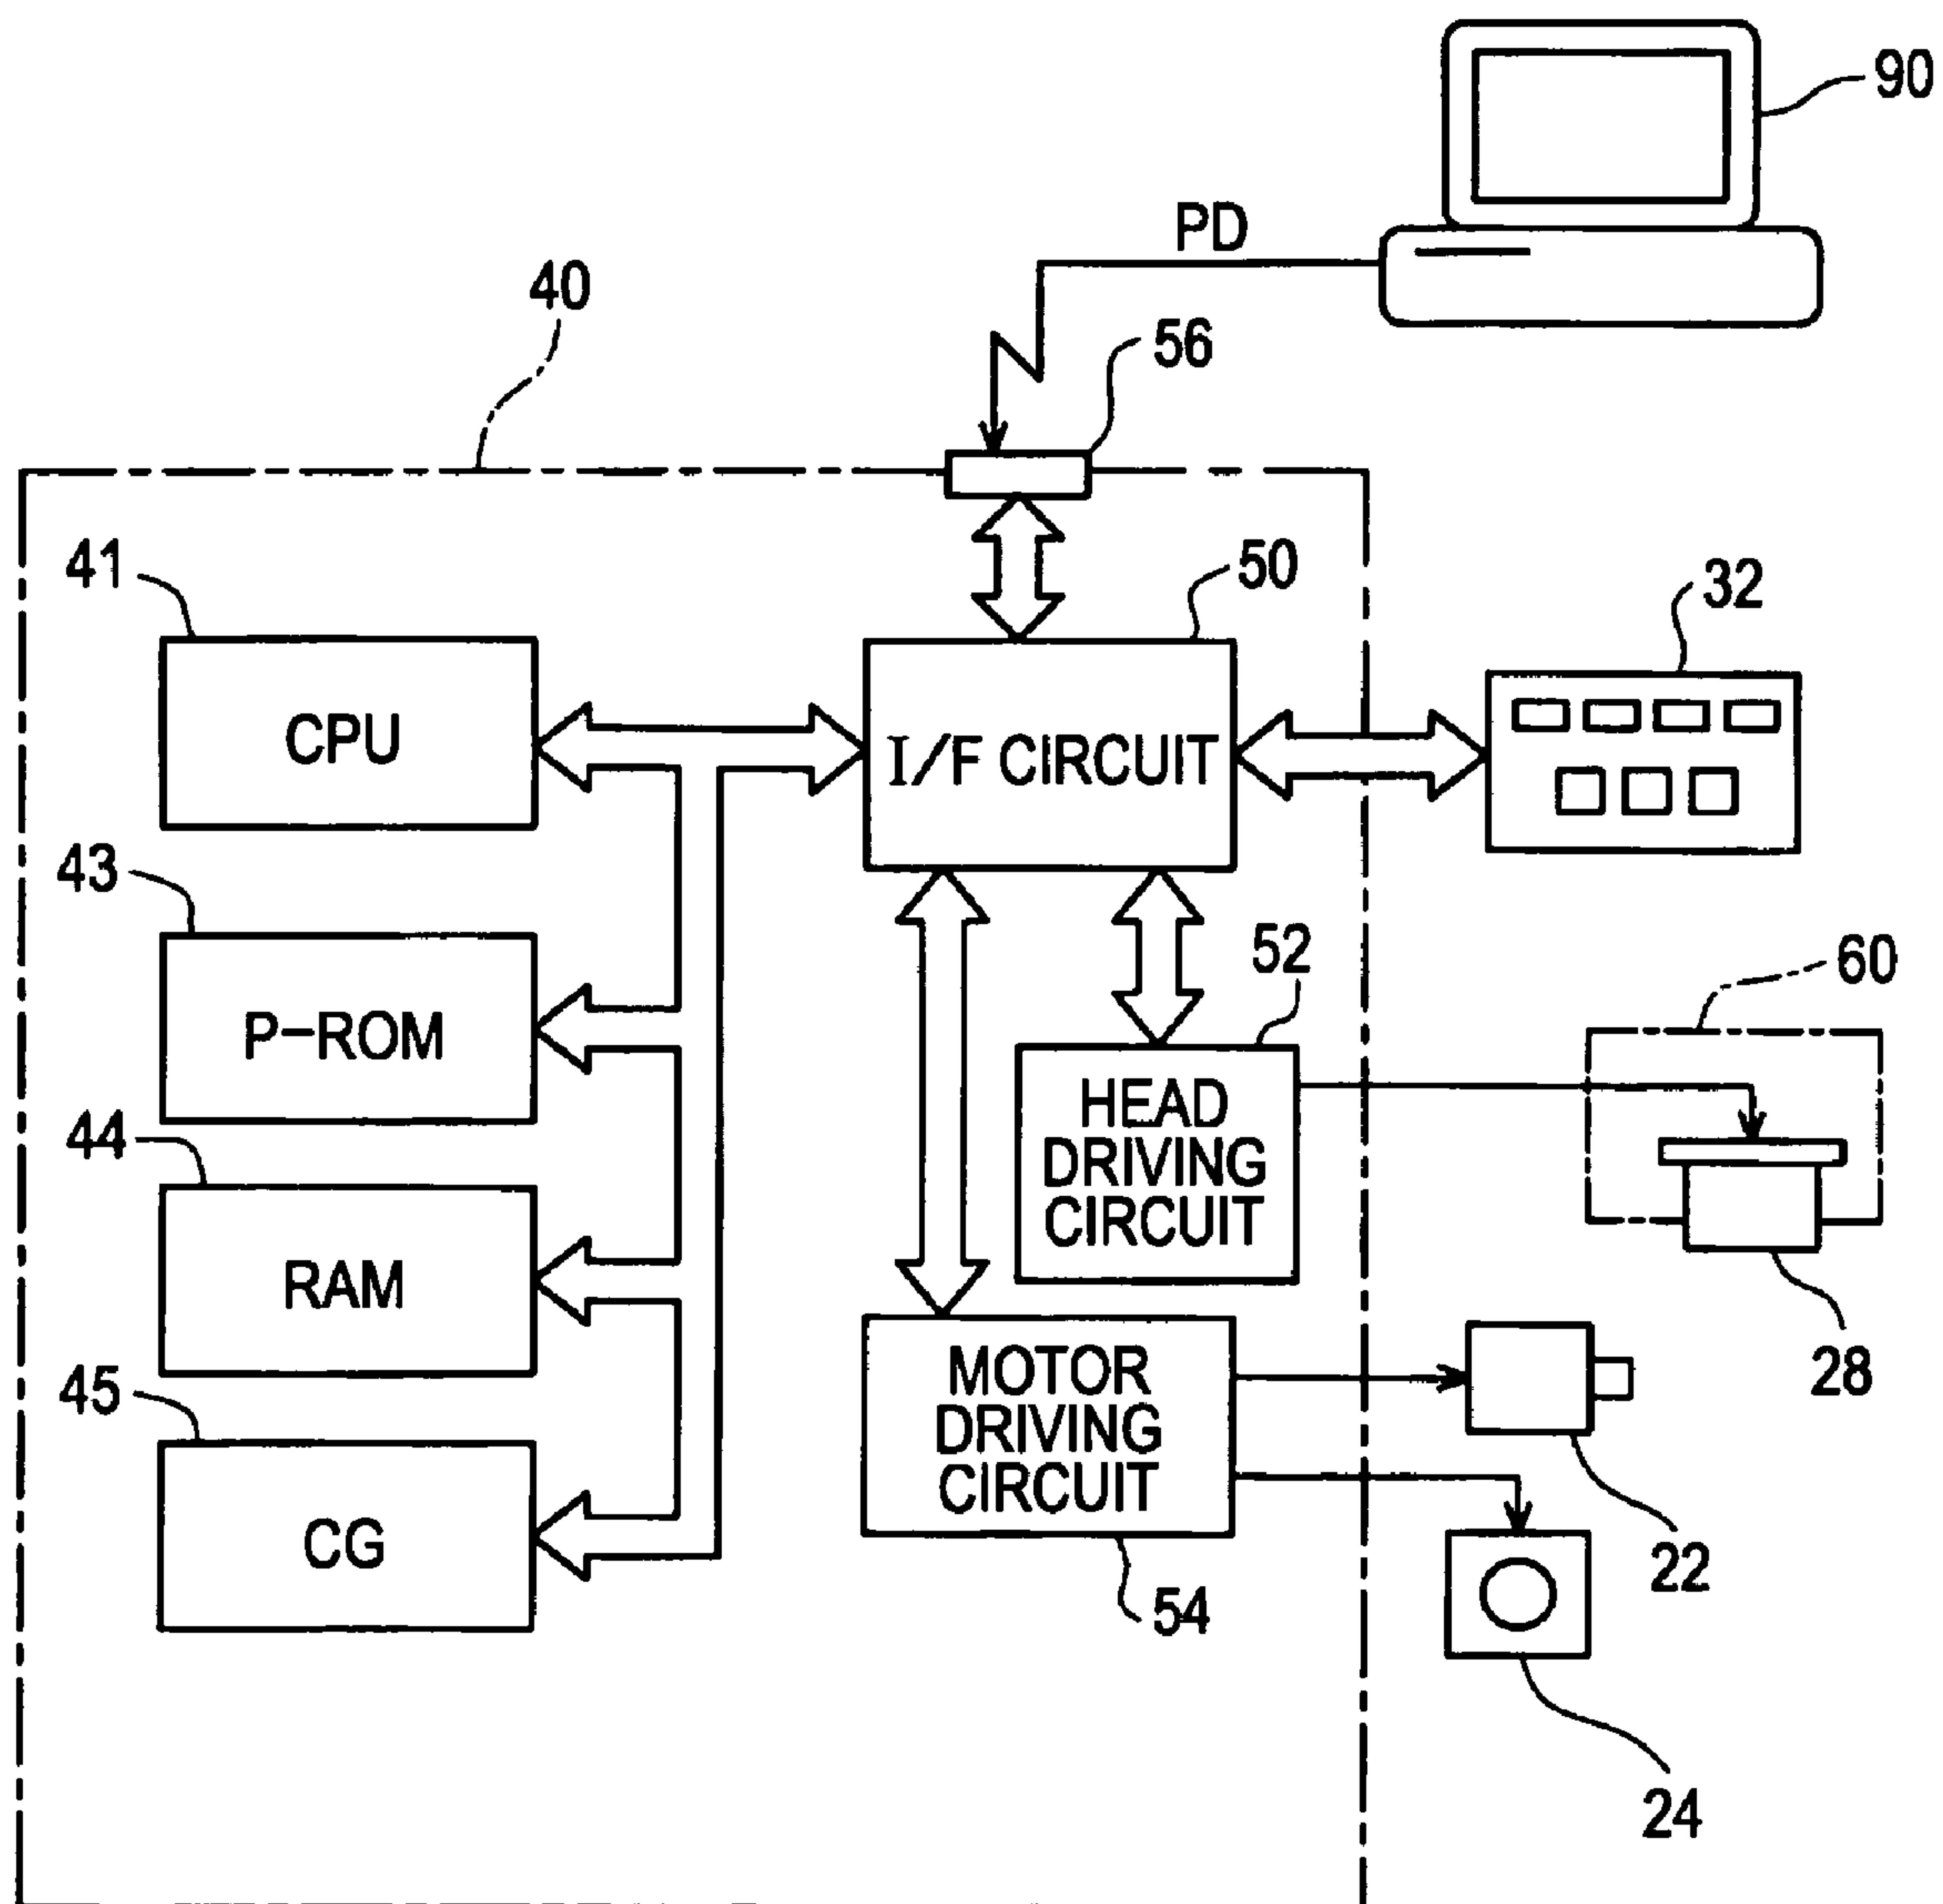 90
PD
40
56
41
50
32
CPU
I/F CIRCUIT
43
52
60
P-ROM
HEAD
DRIVING
CIRCUIT
44
RAM
28
45
MOTOR
DRIVING
CIRCUIT
CG
22
54
24